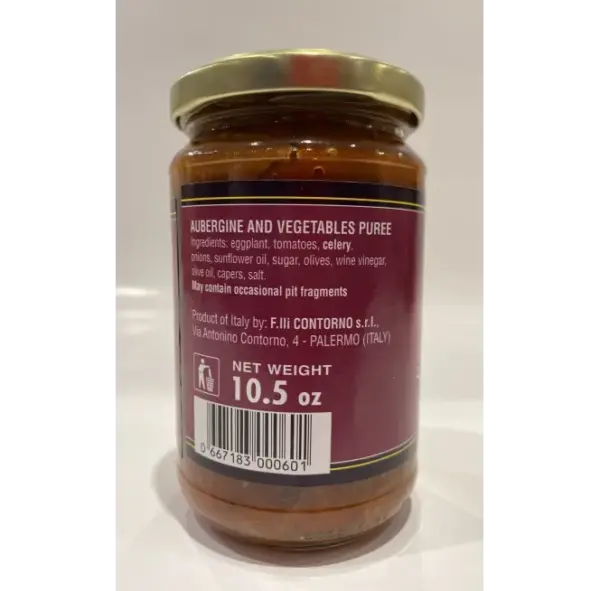 AUBERGINE AND VEGETABLES PUREE
Ingredients: eggplant, tomatoes, celery,
onions, sunflower oil, sugar, olives, wine vinegar,
olive oil, capers, salt.
May contain occasional pit fragments
Product of Italy by: F.lli CONTORNO s.r.l.,
Via Antonino Contorno, 4 - PALERMO (ITALY)
NET WEIGHT
10.5 oz
0 667183 000601